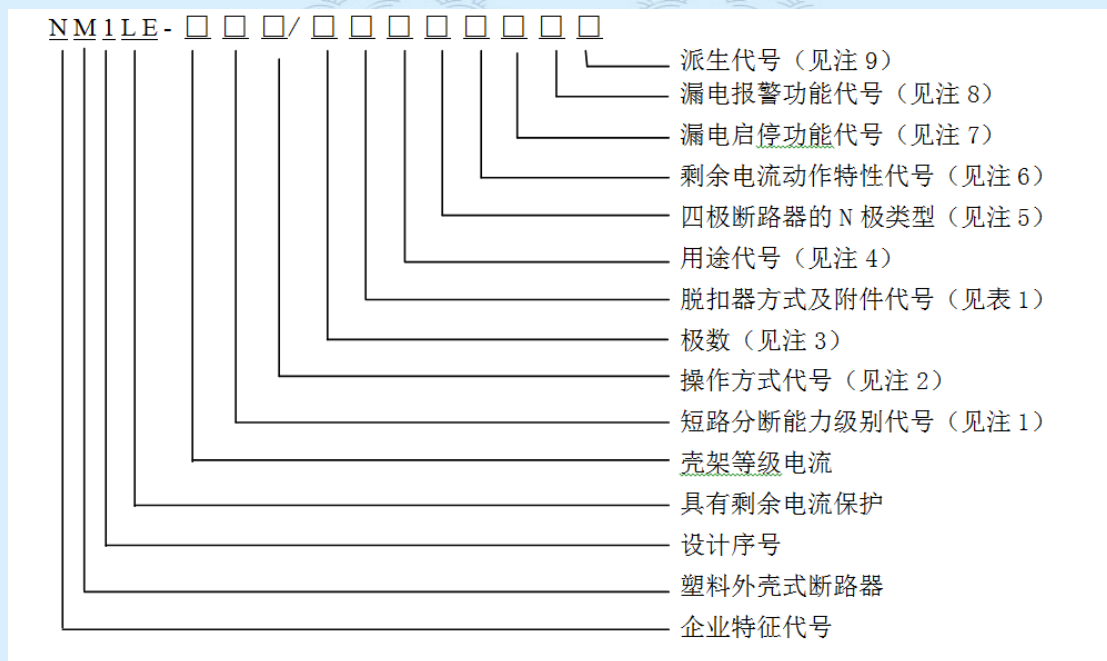 NM1LE-□□□/□□□□□□□□
派生代号（见注 9）
漏电报警功能代号（见注 8）
漏电启停功能代号（见注 7）
剩余电流动作特性代号（见注 6）
四极断路器的 N 极类型（见注 5）
用途代号（见注 4）
脱扣器方式及附件代号（见表 1）
极数（见注 3）
操作方式代号（见注 2）
短路分断能力级别代号（见注 1）
壳架等级电流
具有剩余电流保护
设计序号
塑料外壳式断路器
企业特征代号